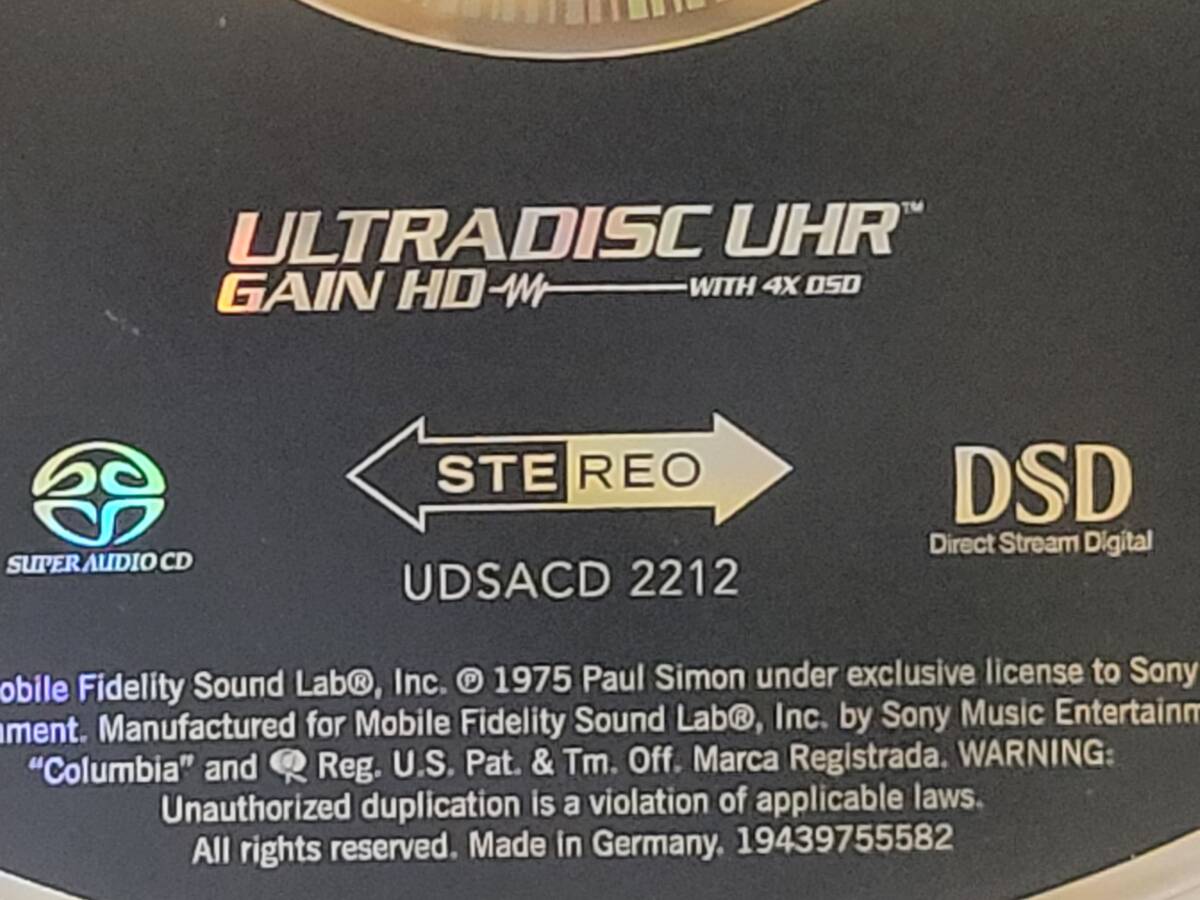 ULTRADISC UHR™
GAIN HD WITH 4X DSD
STEREO
DSD
SUPER AUDIO CD
Direct Stream Digital
UDSACD 2212
obile Fidelity Sound Lab®, Inc. ℗ 1975 Paul Simon under exclusive license to Sony
nment. Manufactured for Mobile Fidelity Sound Lab®, Inc. by Sony Music Entertainm
“Columbia” and Reg. U.S. Pat. & Tm. Off. Marca Registrada. WARNING:
Unauthorized duplication is a violation of applicable laws.
All rights reserved. Made in Germany. 19439755582